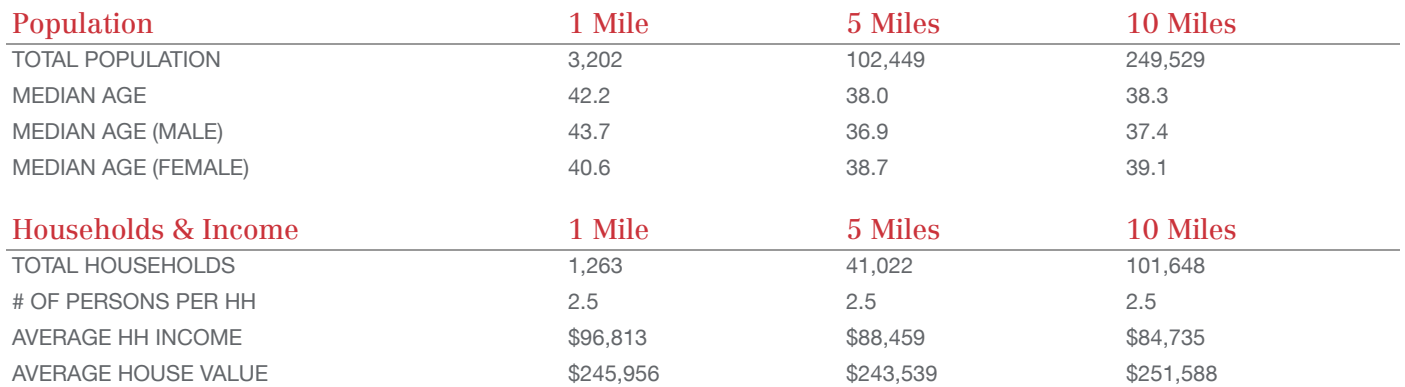 Population 1 Mile 5 Miles 10 Miles
TOTAL POPULATION 3,202 102,449 249,529
MEDIAN AGE 42.2 38.0 38.3
MEDIAN AGE (MALE) 43.7 36.9 37.4
MEDIAN AGE (FEMALE) 40.6 38.7 39.1
Households & Income 1 Mile 5 Miles 10 Miles
TOTAL HOUSEHOLDS 1,263 41,022 101,648
# OF PERSONS PER HH 2.5 2.5 2.5
AVERAGE HH INCOME $96,813 $88,459 $84,735
AVERAGE HOUSE VALUE $245,956 $243,539 $251,588